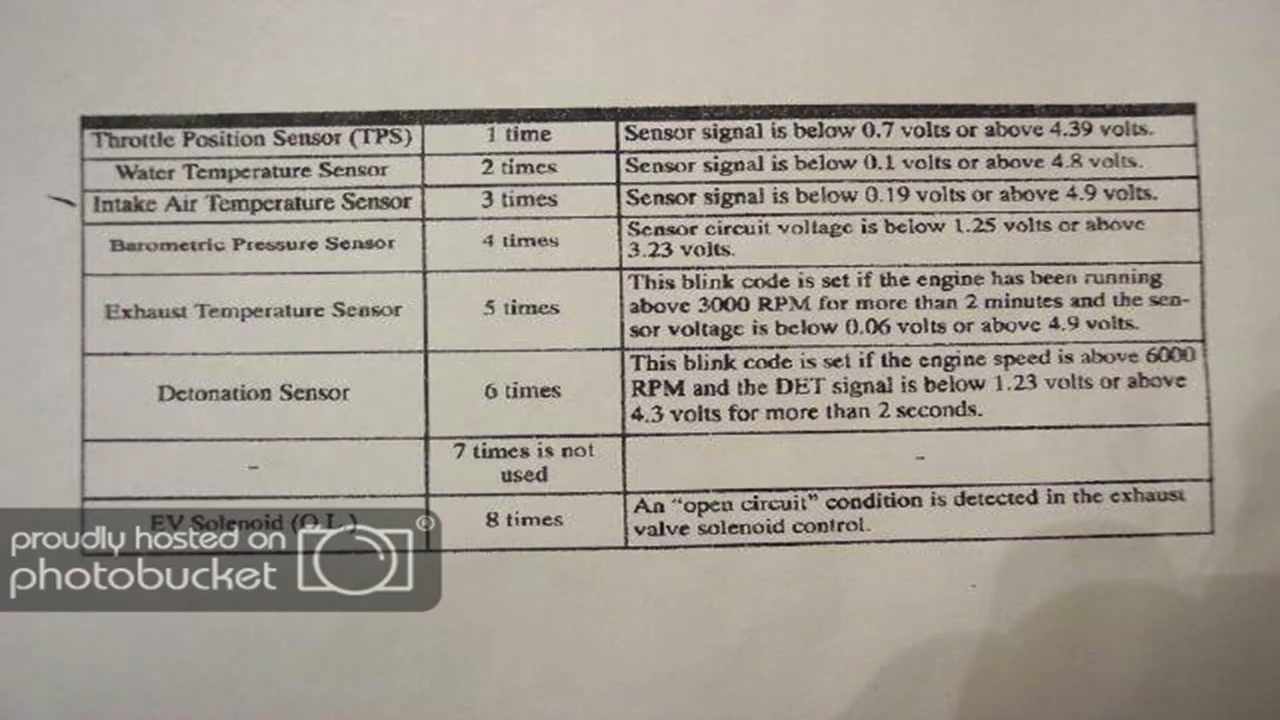 Throttle Position Sensor (TPS) 1 time Sensor signal is below 0.7 volts or above 4.39 volts.
Water Temperature Sensor 2 times Sensor signal is below 0.1 volts or above 4.8 volts.
Intake Air Temperature Sensor 3 times Sensor signal is below 0.19 volts or above 4.9 volts.
Barometric Pressure Sensor 4 times Sensor circuit voltage is below 1.25 volts or above
3.23 volts.
Exhaust Temperature Sensor 5 times This blink code is set if the engine has been running
above 3000 RPM for more than 2 minutes and the sen-
sor voltage is below 0.06 volts or above 4.9 volts.
Detonation Sensor 6 times This blink code is set if the engine speed is above 6000
RPM and the DET signal is below 1.23 volts or above
4.3 volts for more than 2 seconds.
- 7 times is not
used
-
EV Solenoid (O.L.) 8 times An “open circuit” condition is detected in the exhaust
valve solenoid control.
proudly hosted on
photobucket